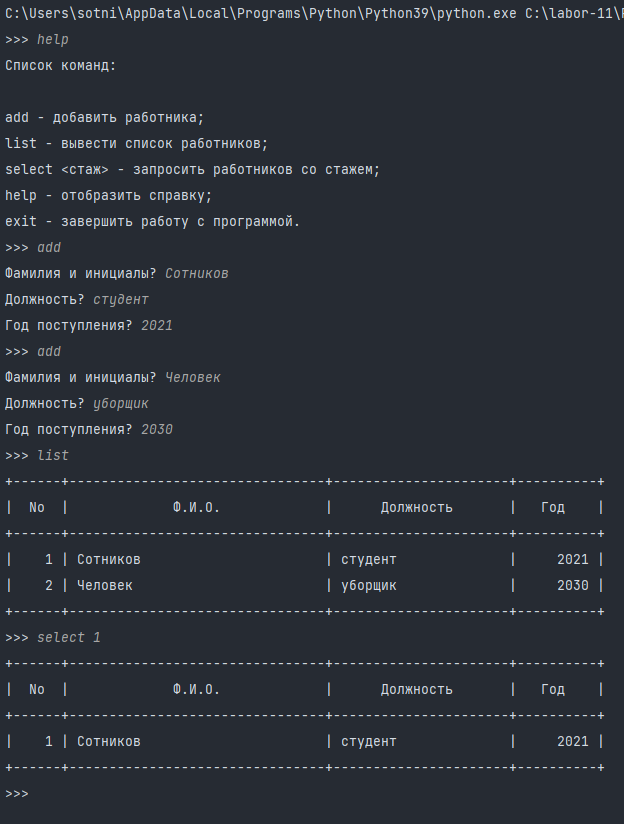 C:\Users\sotni\AppData\Local\Programs\Python\Python39\python.exe C:\labor-11\
>>> help
Список команд:
add - добавить работника;
list - вывести список работников;
select <стаж> - запросить работников со стажем;
help - отобразить справку;
exit - завершить работу с программой.
>>> add
Фамилия и инициалы? Сотников
Должность? студент
Год поступления? 2021
>>> add
Фамилия и инициалы? Человек
Должность? уборщик
Год поступления? 2030
>>> list
+------+--------------------------------+----------------------+----------+
|  No  |             Ф.И.О.             |      Должность       |   Год    |
+------+--------------------------------+----------------------+----------+
|    1 | Сотников                       | студент              |     2021 |
|    2 | Человек                        | уборщик              |     2030 |
+------+--------------------------------+----------------------+----------+
>>> select 1
+------+--------------------------------+----------------------+----------+
|  No  |             Ф.И.О.             |      Должность       |   Год    |
+------+--------------------------------+----------------------+----------+
|    1 | Сотников                       | студент              |     2021 |
+------+--------------------------------+----------------------+----------+
>>>